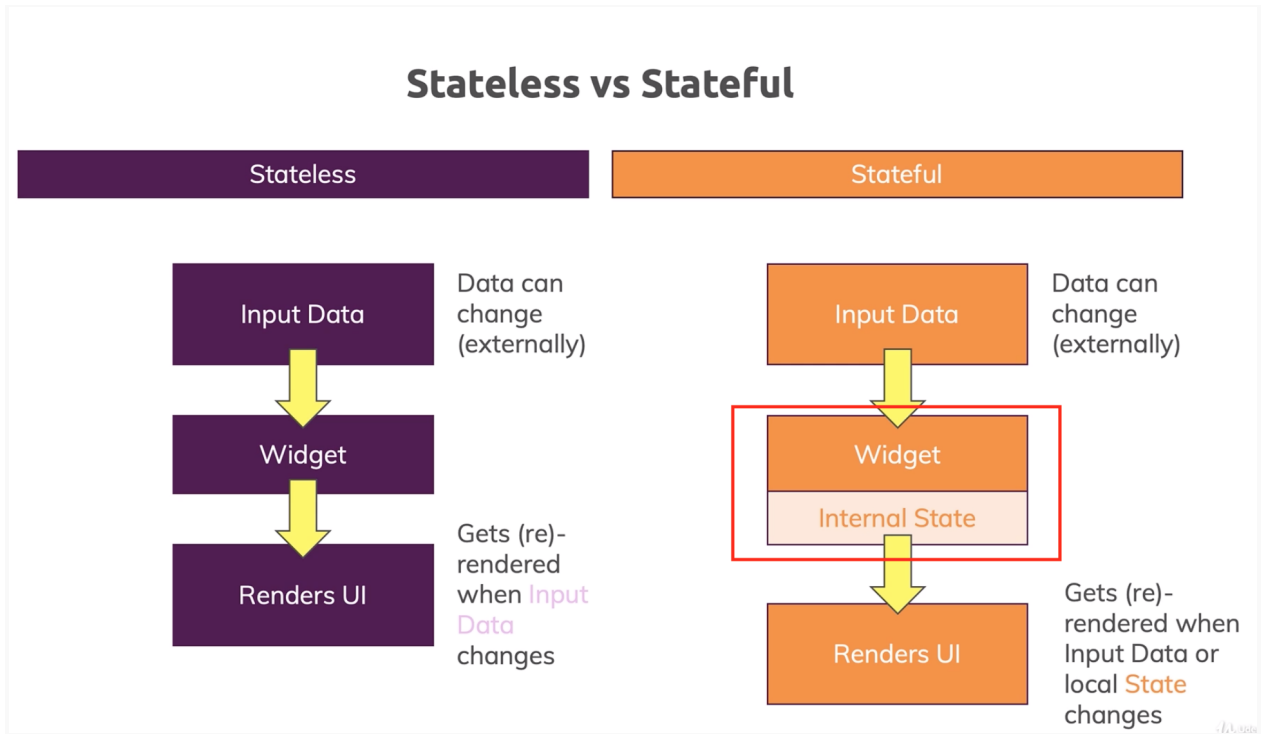 Stateless vs Stateful
Stateless
Stateful
Input Data
Data can
change
(externally)
Widget
Renders UI
Gets (re)-
rendered
when Input
Data
changes
Input Data
Data can
change
(externally)
Widget
Internal State
Renders UI
Gets (re)-
rendered when
Input Data or
local State
changes